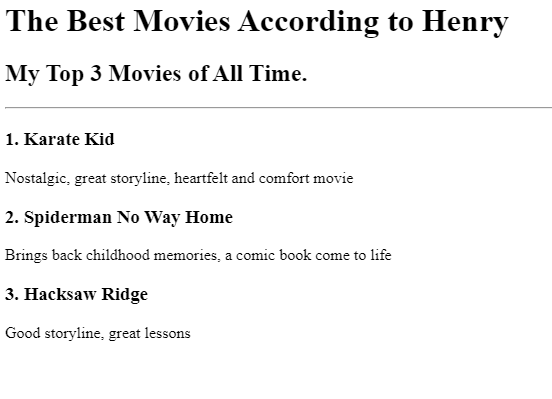 The Best Movies According to Henry
My Top 3 Movies of All Time.
1. Karate Kid
Nostalgic, great storyline, heartfelt and comfort movie
2. Spiderman No Way Home
Brings back childhood memories, a comic book come to life
3. Hacksaw Ridge
Good storyline, great lessons